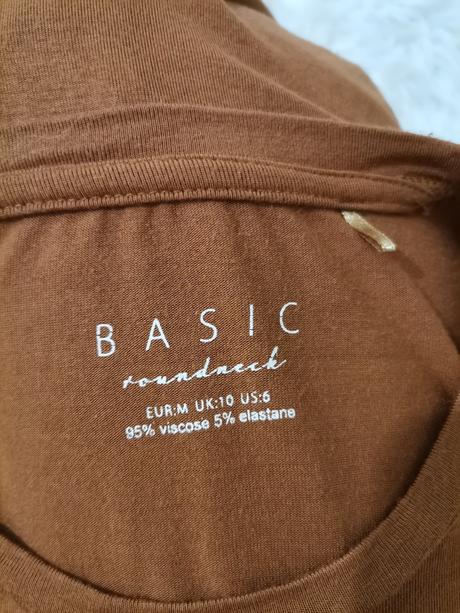 BASIC
roundneck
EUR:M UK:10 US:6
95% viscose 5% elastane